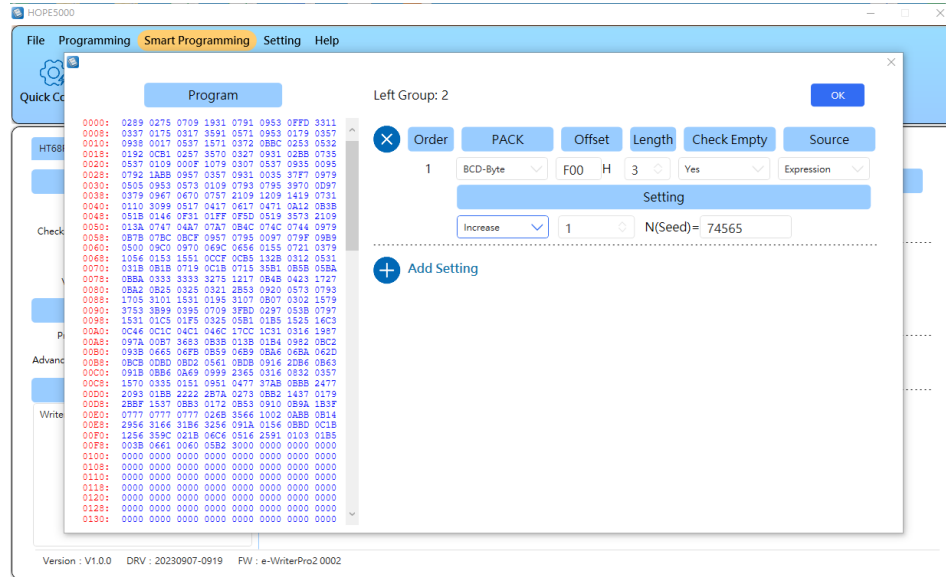 HOPE5000
File Programming Smart Programming Setting Help
Quick Co
Program
Left Group: 2
OK
0000: 0289 0275 0709 1931 0791 0953 0FFD 3311
0008: 0337 0175 0317 3591 0571 0953 0179 0357
0010: 0938 0017 0537 1571 0372 0BBC 0253 0532
0018: 0192 0CB1 0257 3570 0327 0931 02BB 0735
0020: 0537 0109 000F 1079 0307 0537 0935 0095
0028: 0792 1ABB 0957 0357 0931 0035 37F7 0979
0030: 0505 0953 0573 0109 0793 0795 3970 0D97
0038: 0379 0967 0670 0757 2109 1209 1419 0731
0040: 0110 3099 0517 0417 0617 0471 0A12 0B3B
0048: 051B 0146 0F31 01FF 0F5D 0519 3573 2109
0050: 013A 0747 04A7 07A7 0B4C 074C 0744 0979
0058: 0B7B 07BC 0BCF 0957 0795 0097 079F 09B9
0060: 0500 09C0 0970 069C 0656 0155 0721 0379
0068: 1056 0153 1551 0CCF 0CB5 132B 0312 0531
0070: 031B 0B1B 0719 0C1B 0715 35B1 0B5B 05BA
0078: 0BBA 0333 3333 3275 1217 0B4B 0423 1727
0080: 0BA2 0B25 0325 0321 2B53 0920 0573 0793
0088: 1705 3101 1531 0195 3107 0B07 0302 1579
0090: 3753 3B99 0395 0709 3FBD 0297 053B 0797
0098: 1531 01C5 01F5 0325 05B1 01B5 1525 16C3
00A0: 0C46 0C1C 04C1 046C 17CC 1C31 0316 1987
00A8: 097A 00B7 3683 0B3B 013B 01B4 0982 0BC2
00B0: 093B 0665 06FB 0B59 06B9 0BA6 06BA 062D
00B8: 0BCB 0DBD 0BD2 0561 0BDB 0916 2DB6 0B63
00C0: 091B 0BB6 0A69 0999 2365 0316 0832 0357
00C8: 1570 0335 0151 0951 0477 37AB 0BBB 2477
00D0: 2093 01BB 2222 2B7A 0273 0BB2 1437 0179
00D8: 2BBF 1537 0BB3 0172 0B53 0910 0B9A 1B3F
00E0: 0777 0777 0777 026B 3566 1002 0ABB 0B14
00E8: 2956 3166 31B6 3256 091A 0156 0BBD 0C1B
00F0: 1256 359C 021B 06C6 0516 2591 0103 01B5
00F8: 003B 0661 0060 05B2 3000 0000 0000 0000
0100: 0000 0000 0000 0000 0000 0000 0000 0000
0108: 0000 0000 0000 0000 0000 0000 0000 0000
0110: 0000 0000 0000 0000 0000 0000 0000 0000
0118: 0000 0000 0000 0000 0000 0000 0000 0000
0120: 0000 0000 0000 0000 0000 0000 0000 0000
0128: 0000 0000 0000 0000 0000 0000 0000 0000
0130: 0000 0000 0000 0000 0000 0000 0000 0000
Order PACK Offset Length Check Empty Source
1 BCD-Byte F00 H 3 Yes Expression
Setting
Increase 1 N(Seed)= 74565
Add Setting
HT68
Check
Advanc
Write
Version : V1.0.0 DRV : 20230907-0919 FW : e-WriterPro2 0002